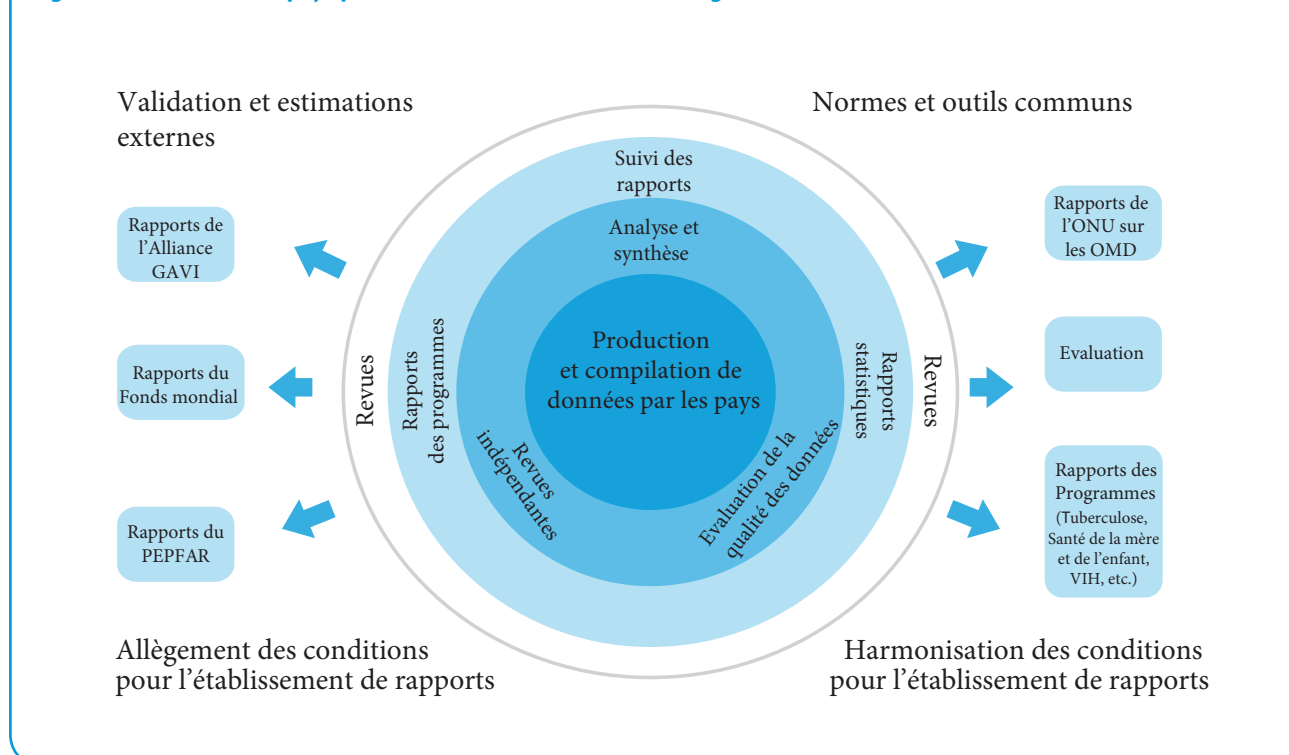 Validation et estimations
externes
Normes et outils communs
Suivi des
rapports
Analyse et
synthèse
Production
et compilation de
données par les pays
Revues
Rapports
des programmes
Revues
indépendantes
Evaluation de la
qualité des données
Rapports
statistiques
Revues
Rapports de
l’Alliance
GAVI
Rapports du
Fonds mondial
Rapports du
PEPFAR
Rapports de
l’ONU sur
les OMD
Evaluation
Rapports des
Programmes
(Tuberculose,
Santé de la mère
et de l’enfant,
VIH, etc.)
Allègement des conditions
pour l’établissement de rapports
Harmonisation des conditions
pour l’établissement de rapports